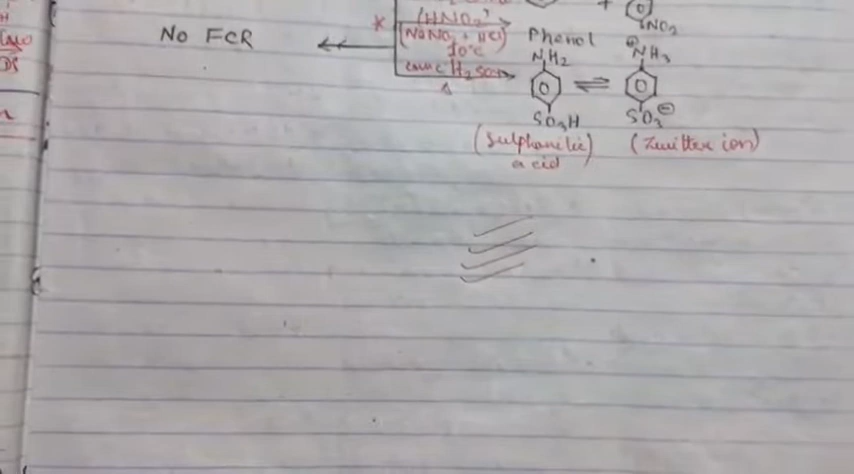 +
NO2
(HNO2)
No FCR
(NaNO2 + HCl)
Phenol
10°C
NH2
⊕NH3
conc H2SO4
Δ
⇌
SO3H
SO3⊖
(Sulphanilic acid)
(Zwitter ion)